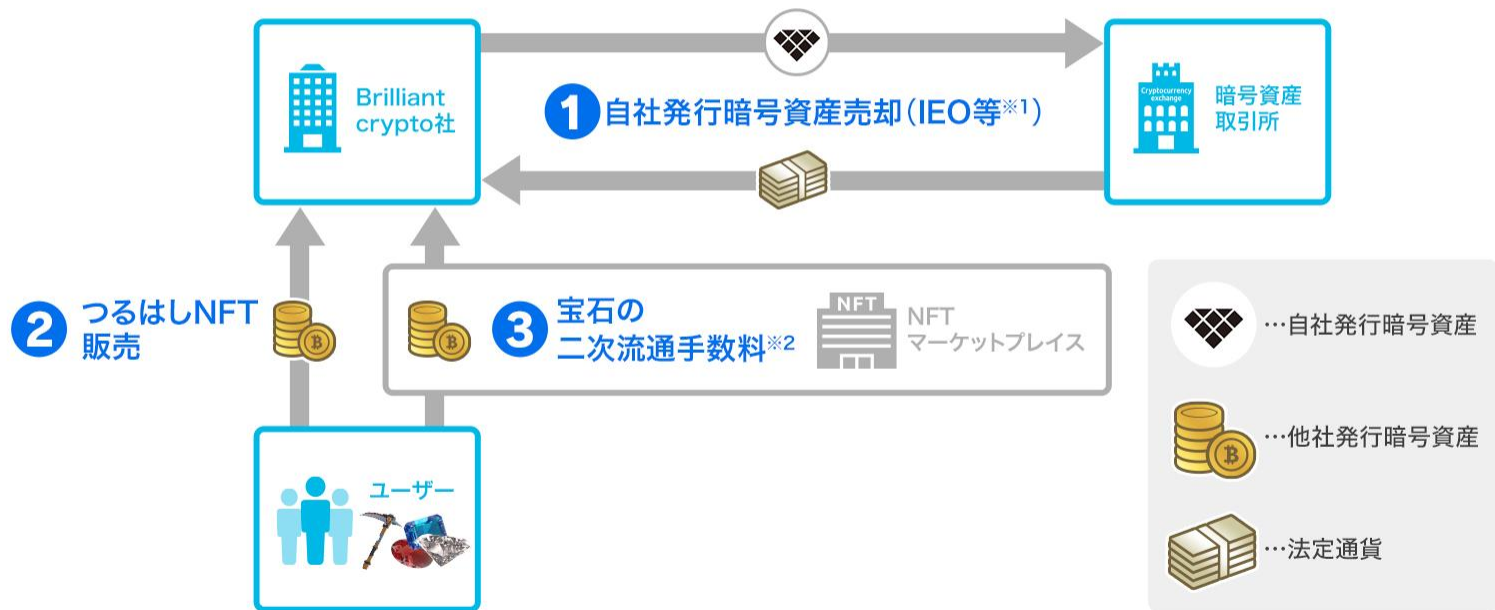 Brilliant
crypto社
❶自社発行暗号資産売却(IEO等※1)
Cryptocurrency
exchange
暗号資産
取引所
❷ つるはしNFT
販売
❸ 宝石の
二次流通手数料※2
NFT
NFT
マーケットプレイス
ユーザー
…自社発行暗号資産
…他社発行暗号資産
…法定通貨